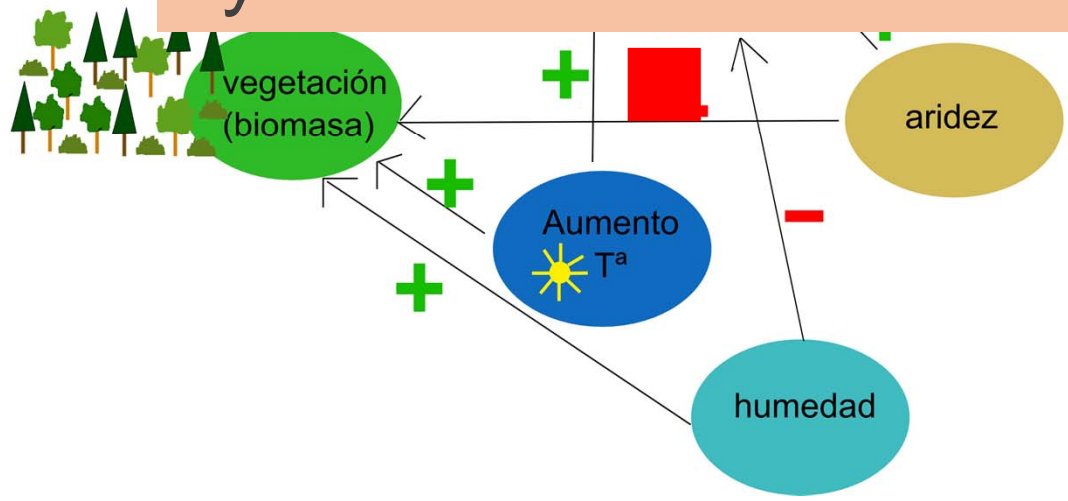 y
vegetación
(biomasa)
aridez
Aumento
Tª
humedad